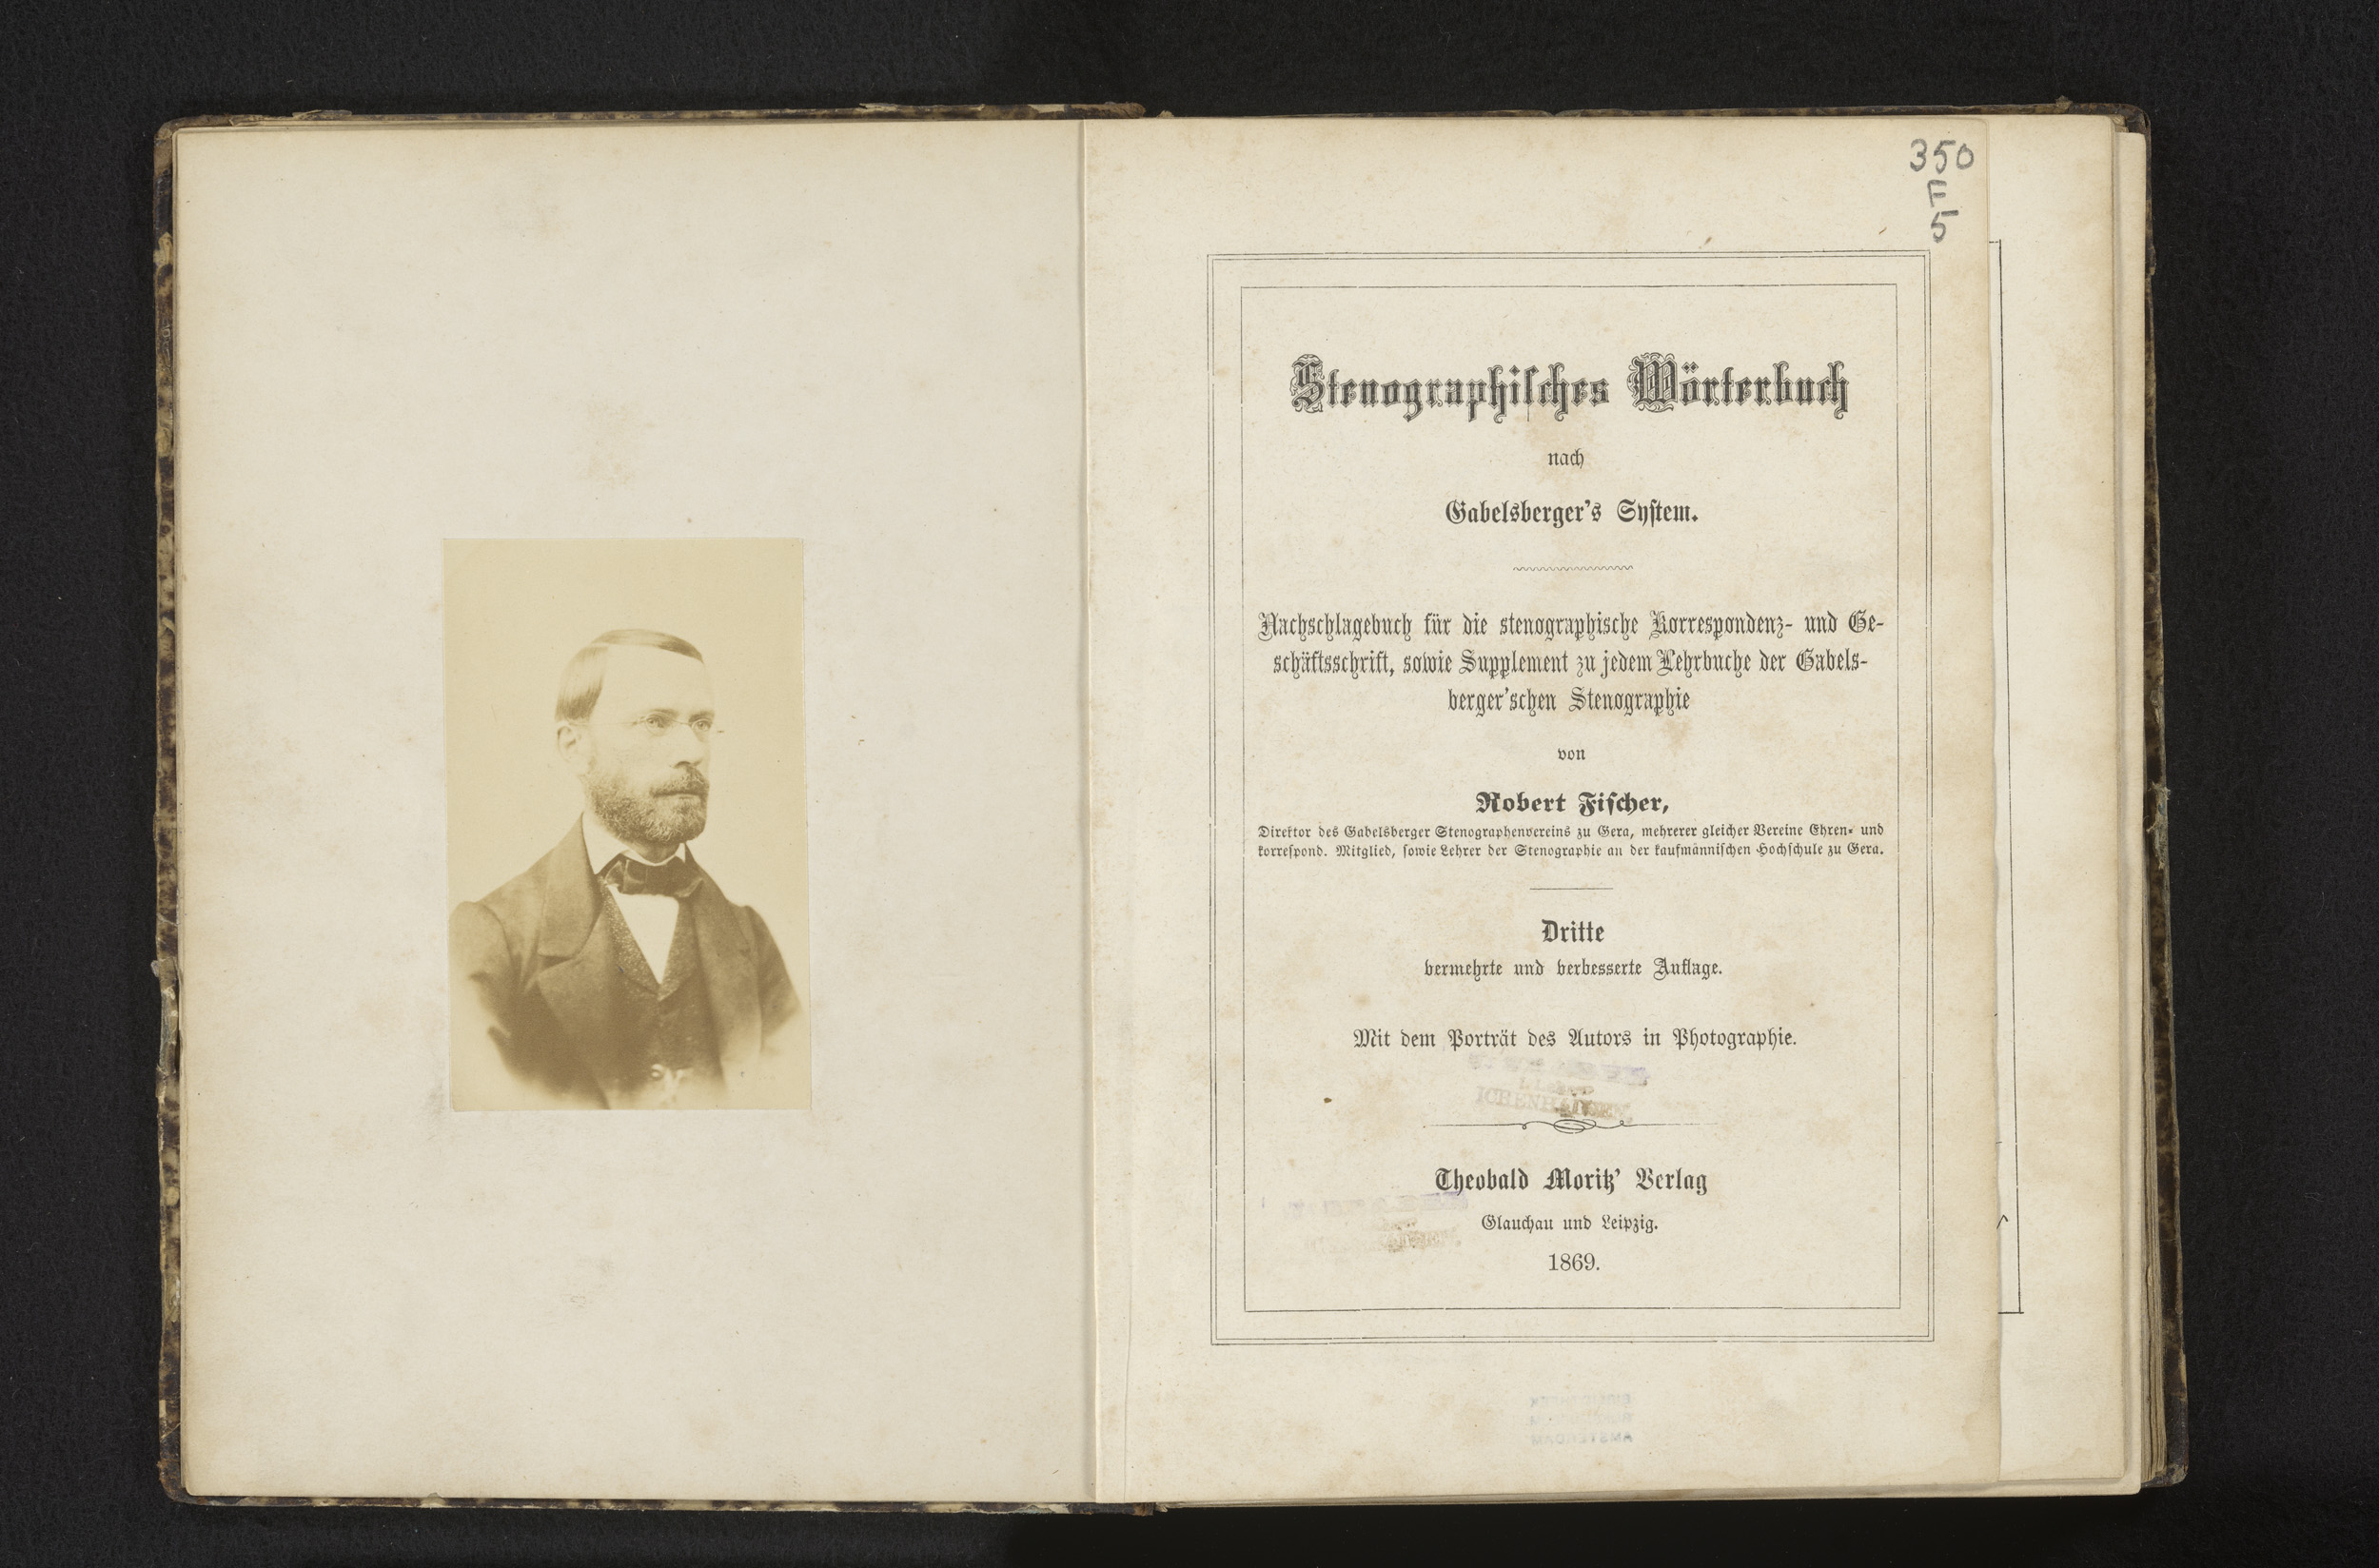 350
F
5
Stenographiſches Wörterbuch
nach
Gabelsberger's Syſtem.
Nachschlagebuch für die stenographische Korrespondenz- und Ge-
schäftsschrift, sowie Supplement zu jedem Lehrbuche der Gabels-
berger'schen Stenographie
von
Robert Fiſcher,
Direktor des Gabelsberger Stenographenvereins zu Gera, mehrerer gleicher Vereine Ehren- und
korreſpond. Mitglied, ſowie Lehrer der Stenographie an der kaufmänniſchen Hochſchule zu Gera.
Dritte
vermehrte und verbesserte Auflage.
Mit dem Porträt des Autors in Photographie.
Theobald Moritz' Verlag
Glauchau und Leipzig.
1869.